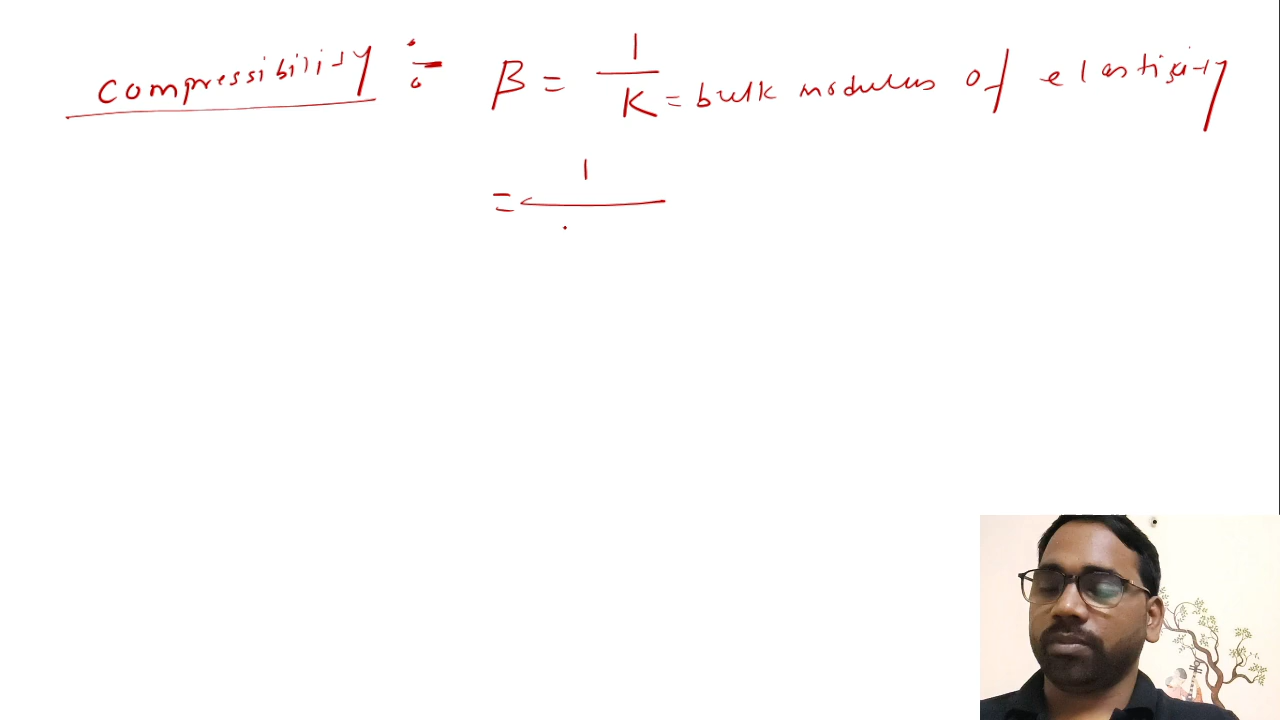 compressibility :- β = 1/K = bulk modulus of elasticity
= 1/